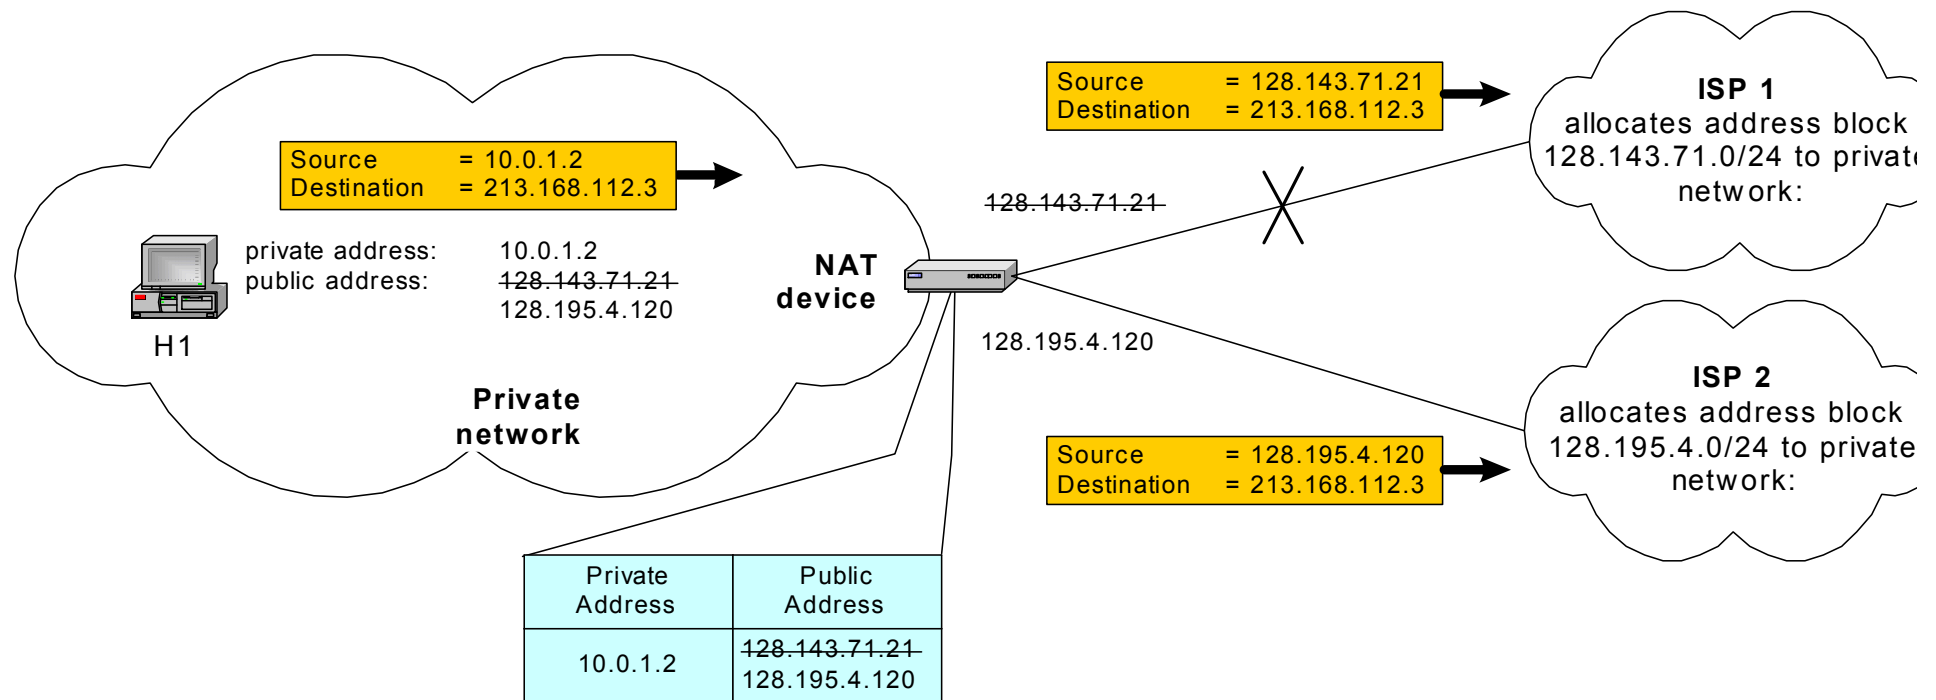 Source = 128.143.71.21
Destination = 213.168.112.3
ISP 1
allocates address block
128.143.71.0/24 to private
network:
Source = 10.0.1.2
Destination = 213.168.112.3
128.143.71.21
private address: 10.0.1.2
public address: 128.143.71.21
128.195.4.120
H1
NAT
device
128.195.4.120
Private
network
ISP 2
allocates address block
128.195.4.0/24 to private
network:
Source = 128.195.4.120
Destination = 213.168.112.3
Private
Address
Public
Address
10.0.1.2
128.143.71.21
128.195.4.120